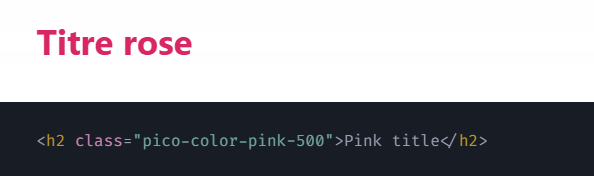 Titre rose
<h2 class="pico-color-pink-500">Pink title</h2>